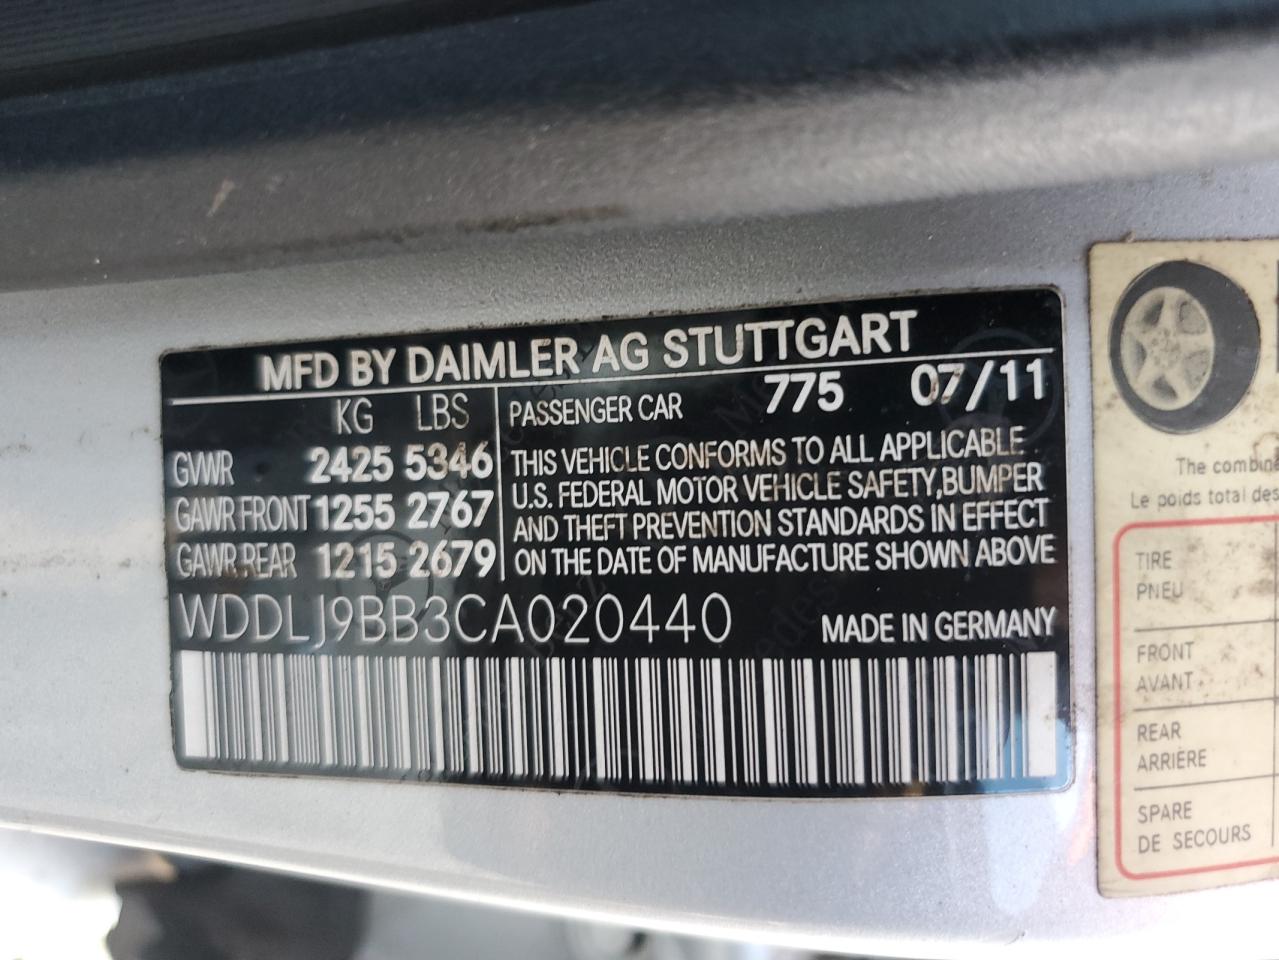 MFD BY DAIMLER AG STUTTGART
KG LBS
GVWR 2425 5346
GAWR FRONT 1255 2767
GAWR REAR 1215 2679
PASSENGER CAR 775 07/11
THIS VEHICLE CONFORMS TO ALL APPLICABLE
U.S. FEDERAL MOTOR VEHICLE SAFETY, BUMPER
AND THEFT PREVENTION STANDARDS IN EFFECT
ON THE DATE OF MANUFACTURE SHOWN ABOVE
WDDLJ9BB3CA020440
MADE IN GERMANY
The
Le poids total
TIRE
PNEU
FRONT
AVANT
REAR
ARRIÈRE
SPARE
DE SECOURS